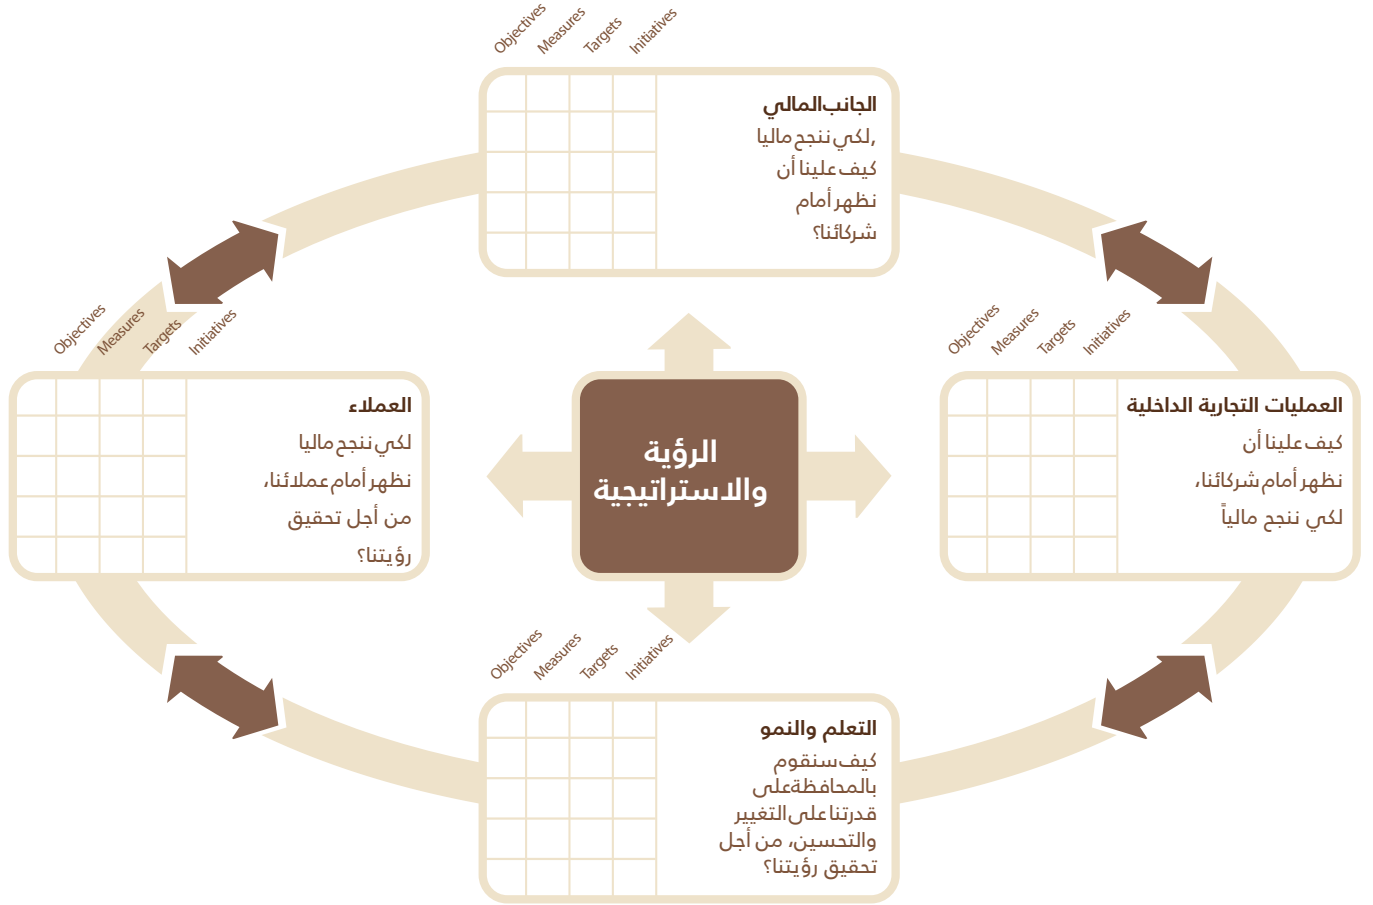 Objectives
Measures
Targets
Initiatives
الجانب المالي
لكي ننجح ماليا,
كيف علينا أن
نظهر أمام
شركائنا؟
Objectives
Measures
Targets
Initiatives
العملاء
لكي ننجح ماليا
نظهر أمام عملائنا،
من أجل تحقيق
رؤيتنا؟
الرؤية
والاستراتيجية
Objectives
Measures
Targets
Initiatives
العمليات التجارية الداخلية
كيف علينا أن
نظهر أمام شركائنا،
لكي ننجح مالياً
Objectives
Measures
Targets
Initiatives
التعلم والنمو
كيف سنقوم
بالمحافظة على
قدرتنا على التغيير
والتحسين، من أجل
تحقيق رؤيتنا؟